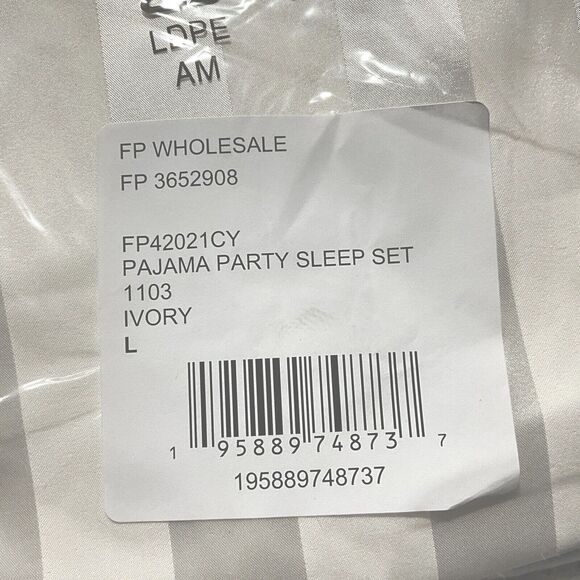 LDPE
AM
FP WHOLESALE
FP 3652908
FP42021CY
PAJAMA PARTY SLEEP SET
1103
IVORY
L
1 95889 74873 7
195889748737